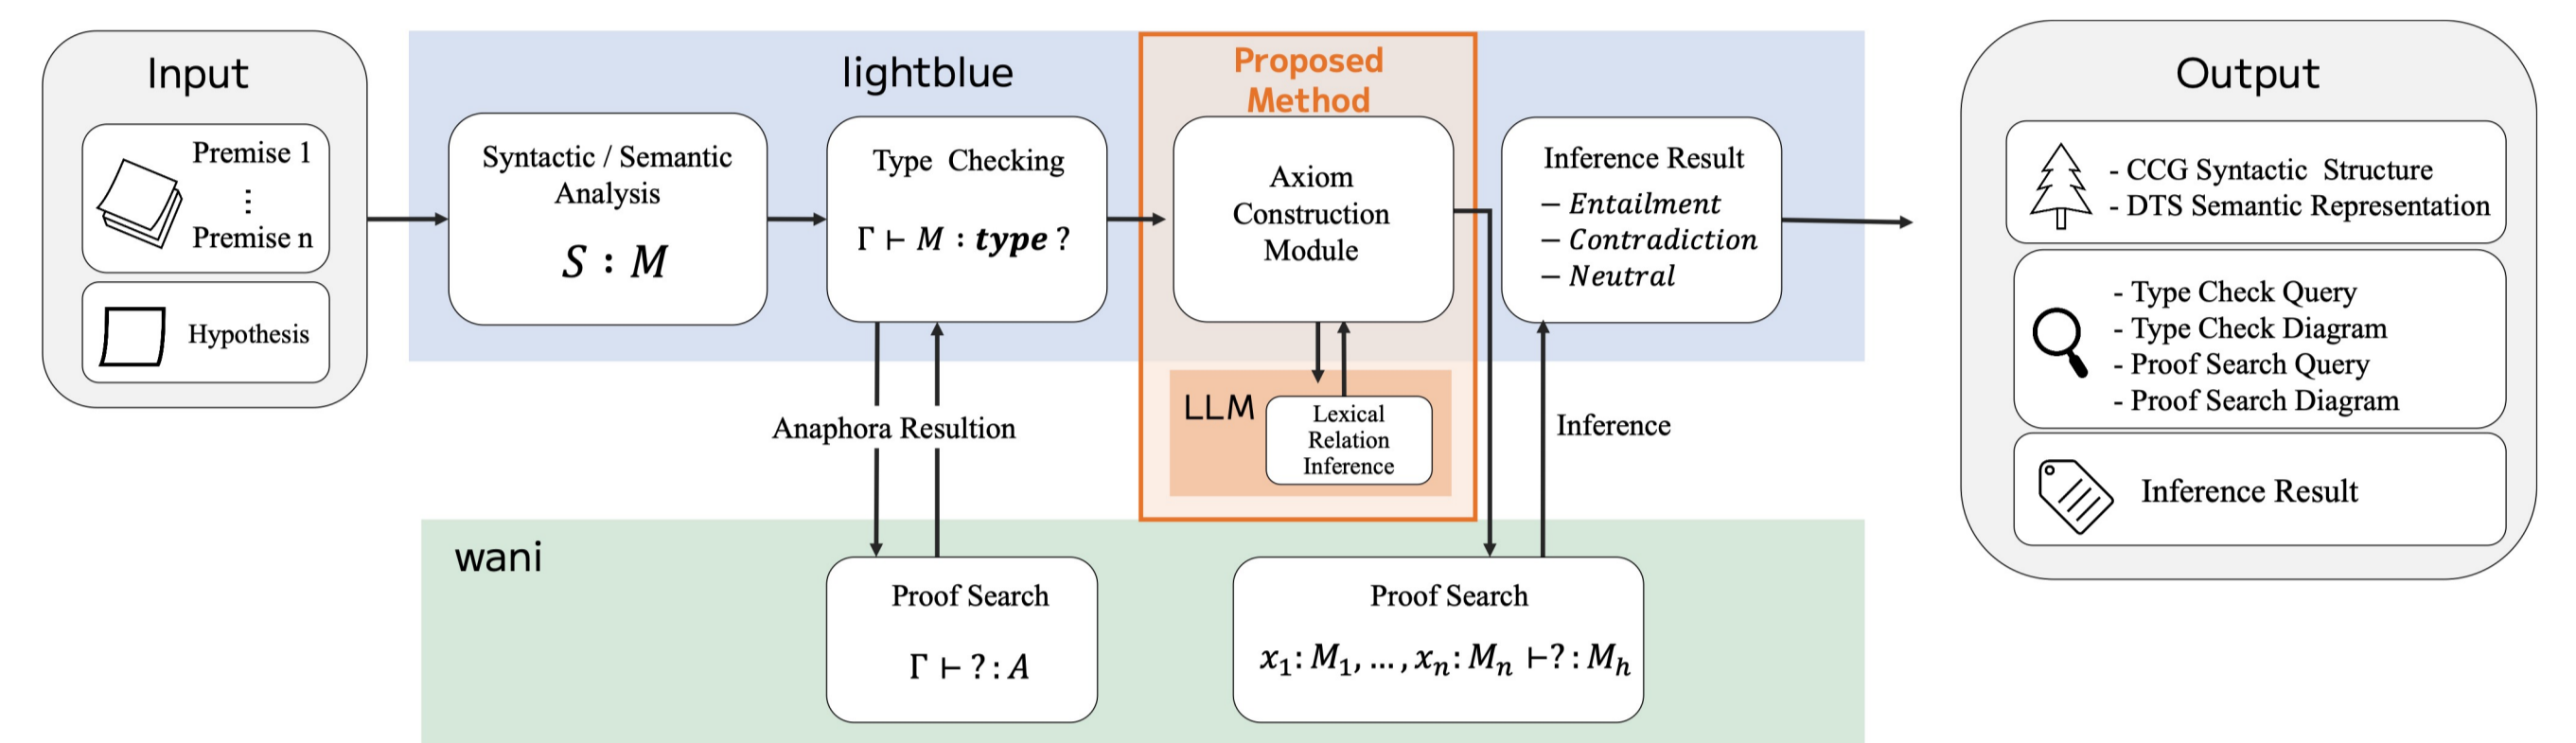 Input
Premise 1
⋮
Premise n
Hypothesis
lightblue
Syntactic / Semantic
Analysis
S : M
Type Checking
Γ ⊢ M : type ?
Anaphora Resultion
Proposed
Method
Axiom
Construction
Module
LLM
Lexical
Relation
Inference
Inference Result
– Entailment
– Contradiction
– Neutral
Inference
wani
Proof Search
Γ ⊢ ? : A
Proof Search
x₁: M₁, … , xₙ: Mₙ ⊢? : Mₕ
Output
- CCG Syntactic Structure
- DTS Semantic Representation
- Type Check Query
- Type Check Diagram
- Proof Search Query
- Proof Search Diagram
Inference Result